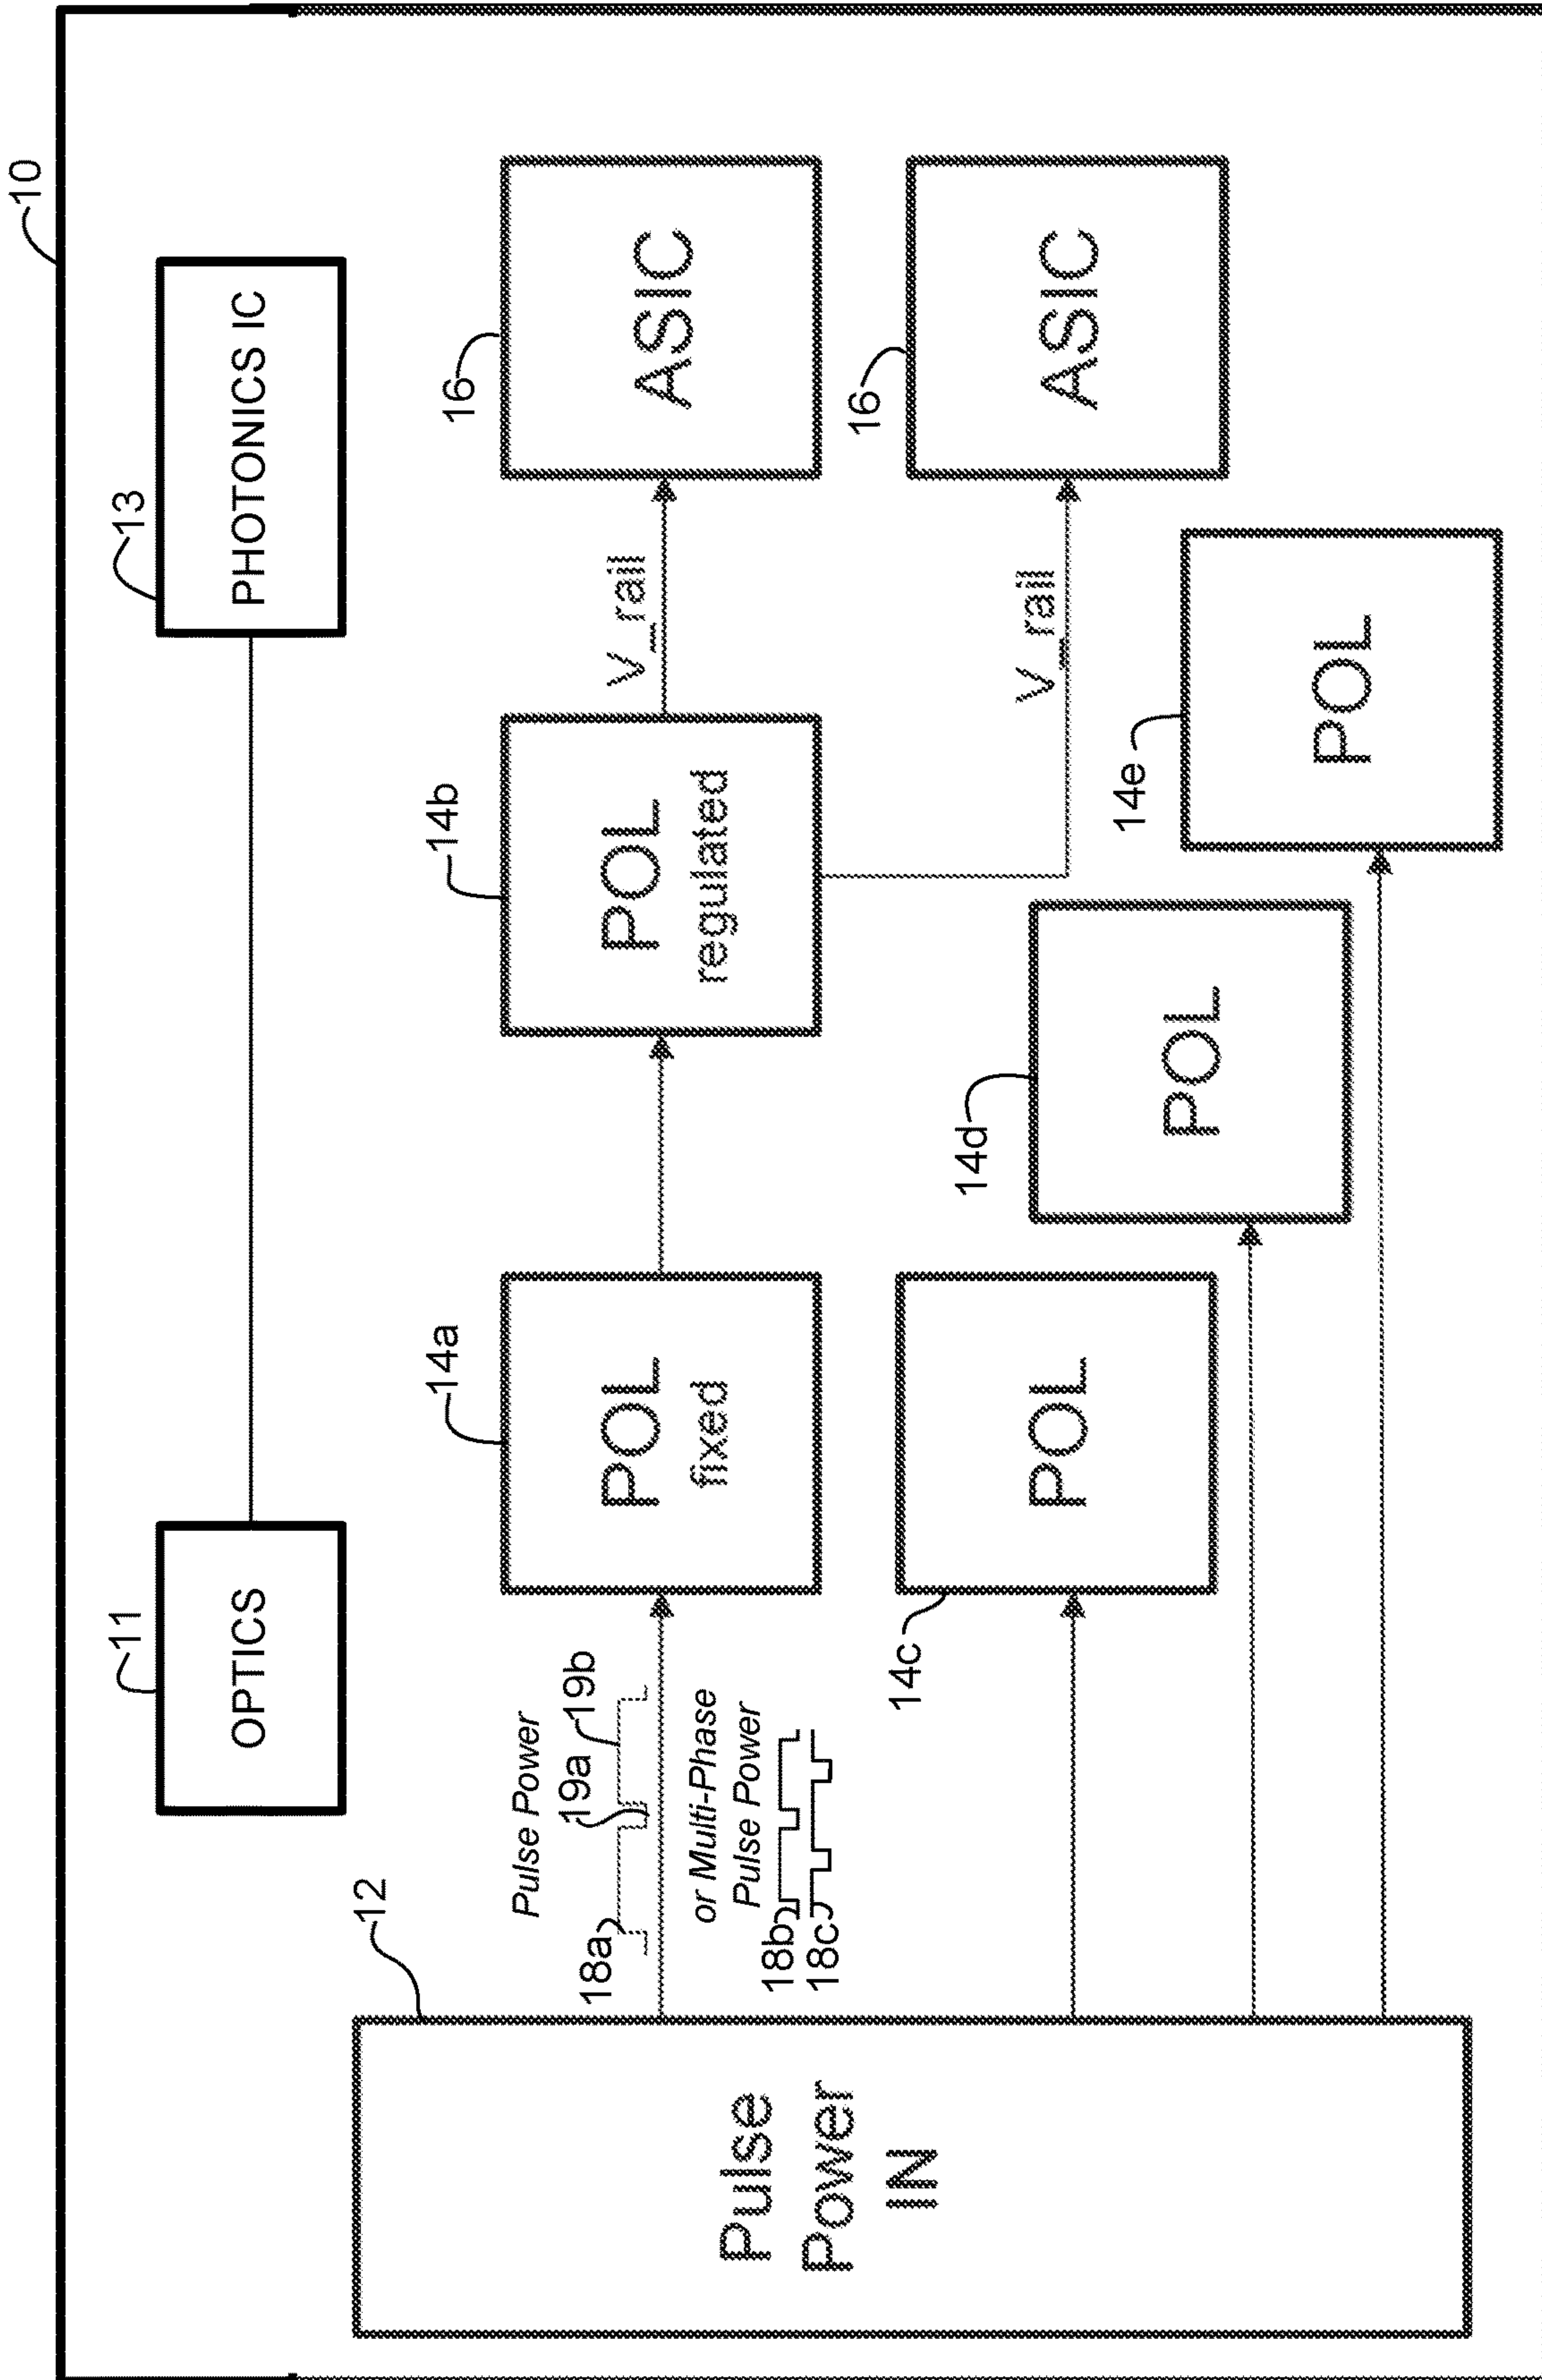 10
11
OPTICS
13
PHOTONICS IC
12
Pulse
Power
IN
Pulse Power
18a
19a
19b
or Multi-Phase
Pulse Power
18b
18c
14a
POL
fixed
14b
POL
regulated
V_rail
16
ASIC
V_rail
16
ASIC
14c
POL
14d
POL
14e
POL